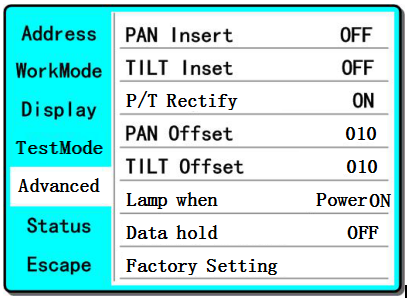 Address
WorkMode
Display
TestMode
Advanced
Status
Escape
PAN Insert OFF
TILT Inset OFF
P/T Rectify ON
PAN Offset 010
TILT Offset 010
Lamp when PowerON
Data hold OFF
Factory Setting